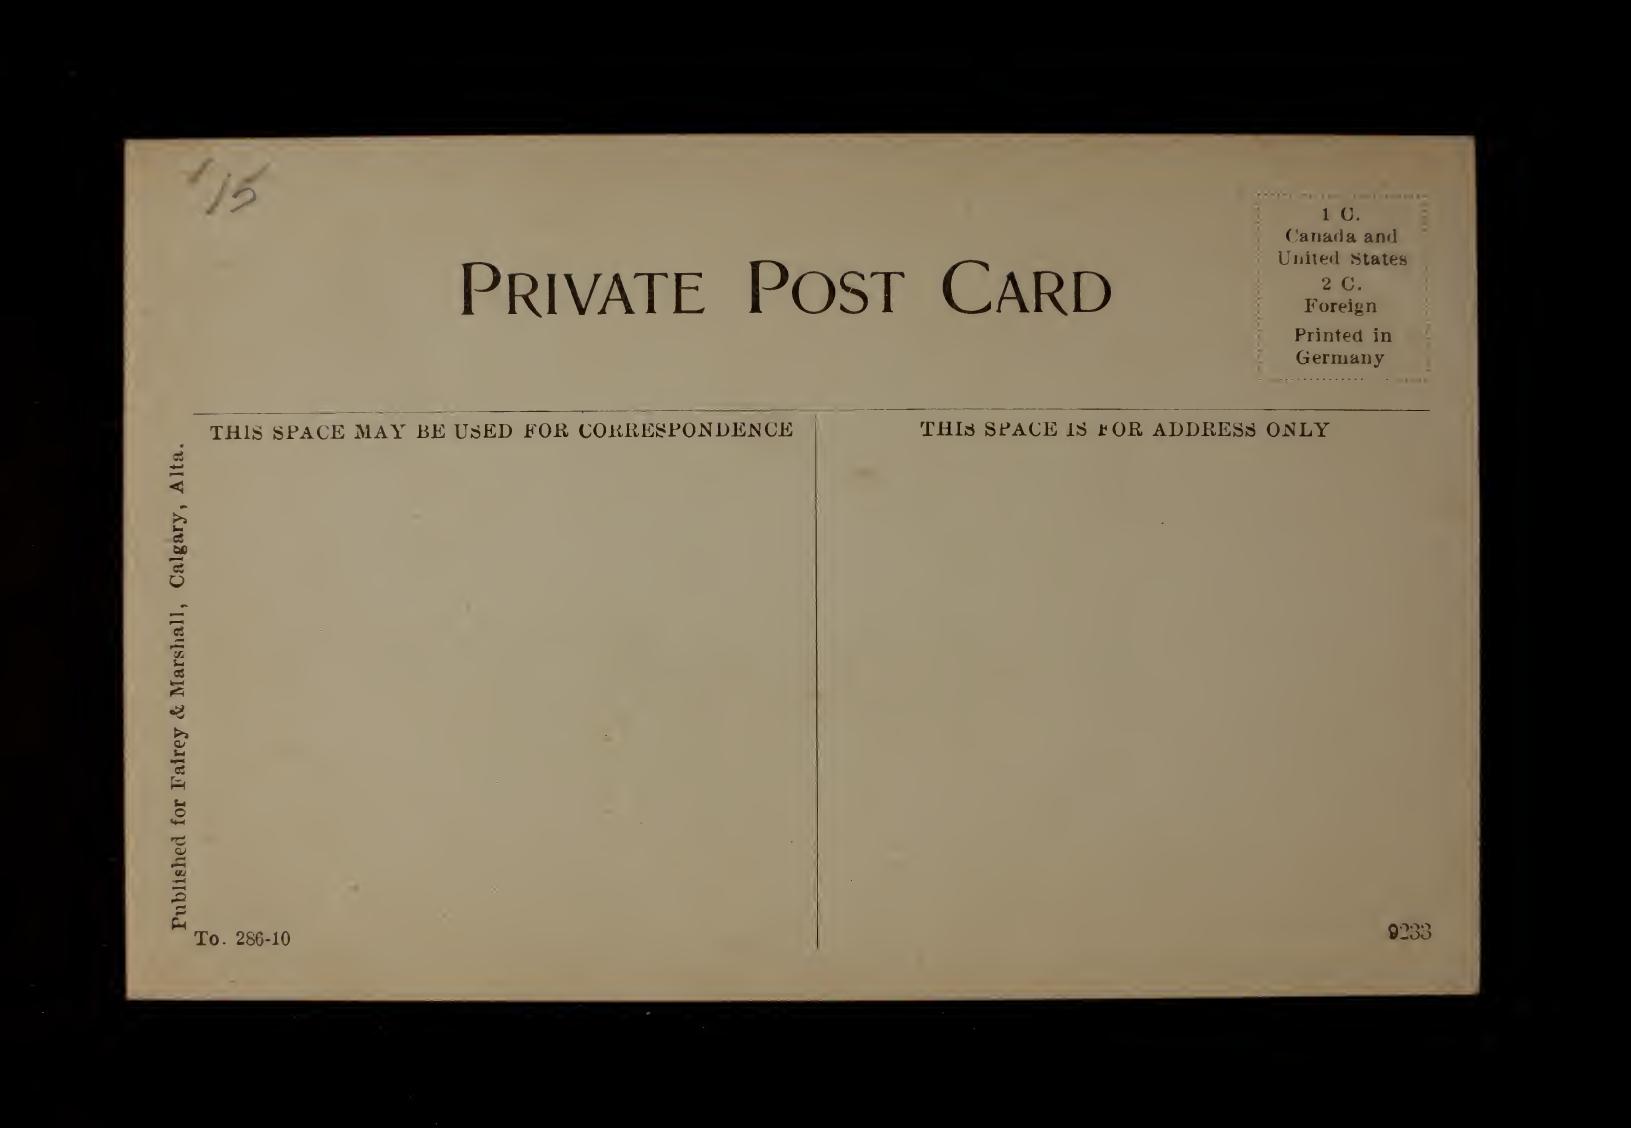 15
PRIVATE POST CARD
1 C.
Canada and
United States
2 C.
Foreign
Printed in
Germany
THIS SPACE MAY BE USED FOR CORRESPONDENCE
THIS SPACE IS FOR ADDRESS ONLY
Published for Fairey & Marshall, Calgary, Alta.
To. 286-10
9233